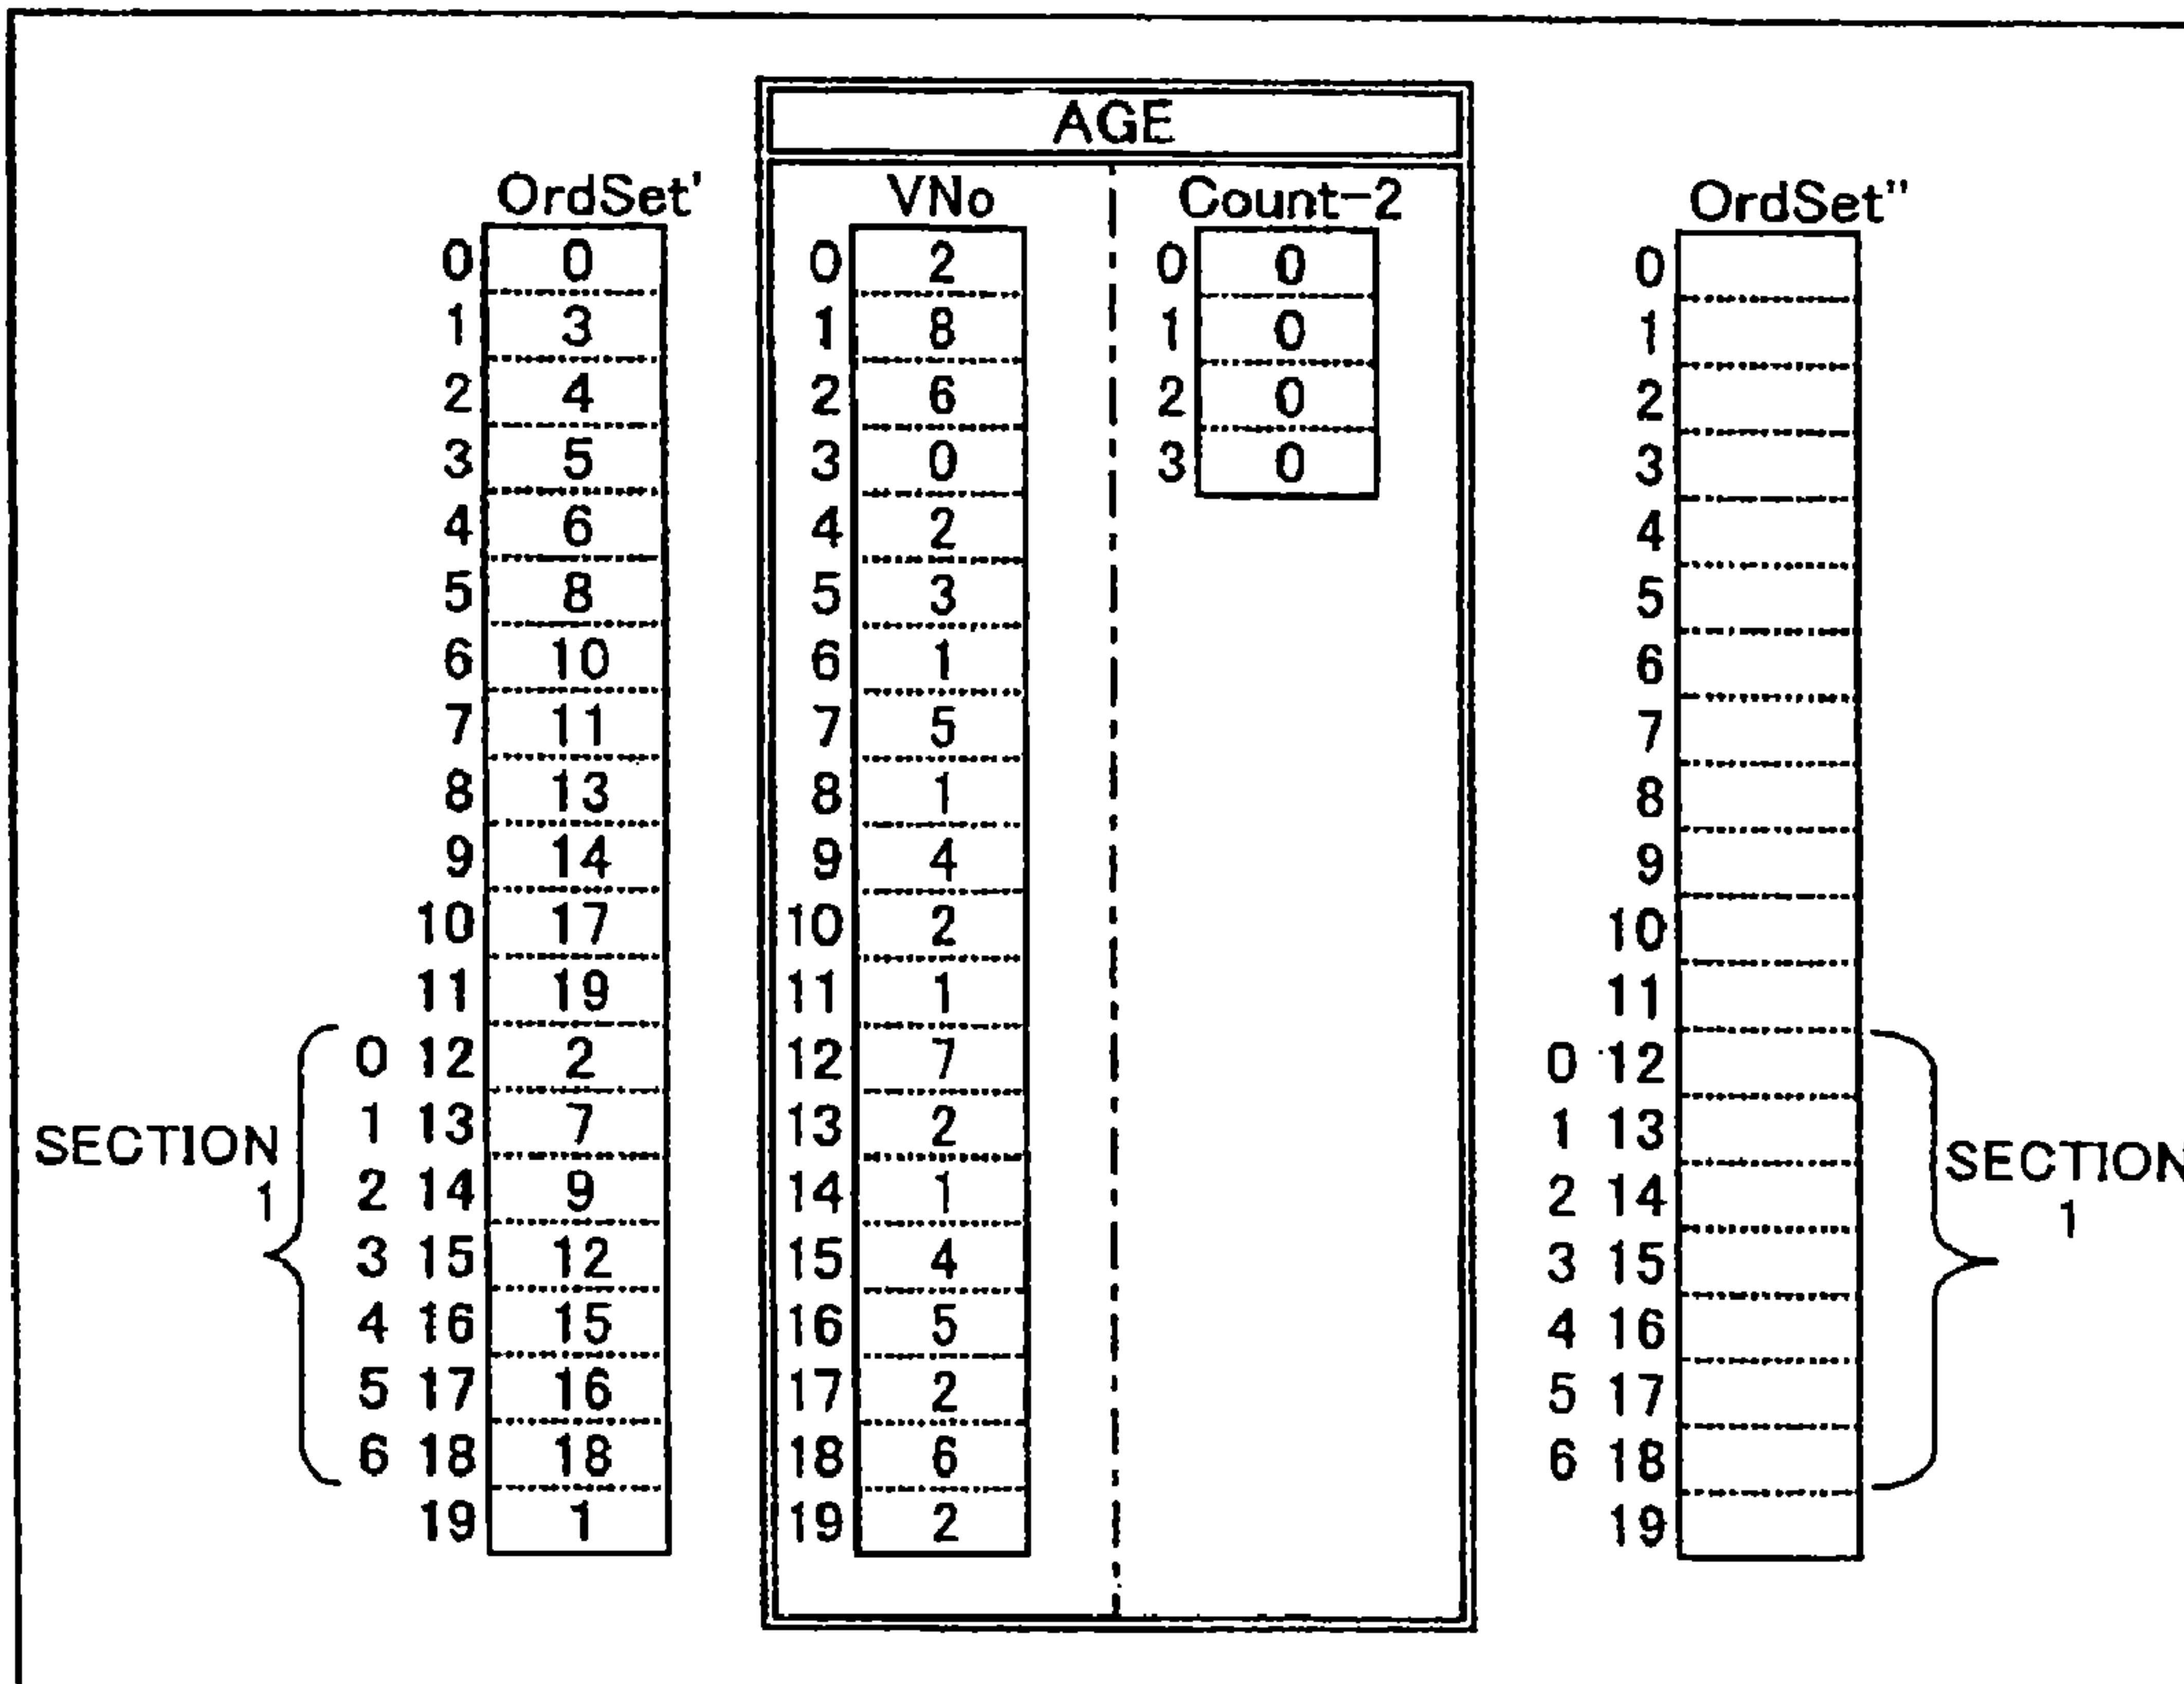 AGE
OrdSet' VNo Count-2 OrdSet"
0 0 0 2 0 0 0
1 3 1 8 1 0 1
2 4 2 6 2 0 2
3 5 3 0 3 0 3
4 6 4 2 4
5 8 5 3 5
6 10 6 1 6
7 11 7 5 7
8 13 8 1 8
9 14 9 4 9
10 17 10 2 10
11 19 11 1 11
0 12 2 12 7 0 12
1 13 7 13 2 1 13
SECTION SECTION
1 1
2 14 9 14 1 2 14
3 15 12 15 4 3 15
4 16 15 16 5 4 16
5 17 16 17 2 5 17
6 18 18 18 6 6 18
19 1 19 2 19